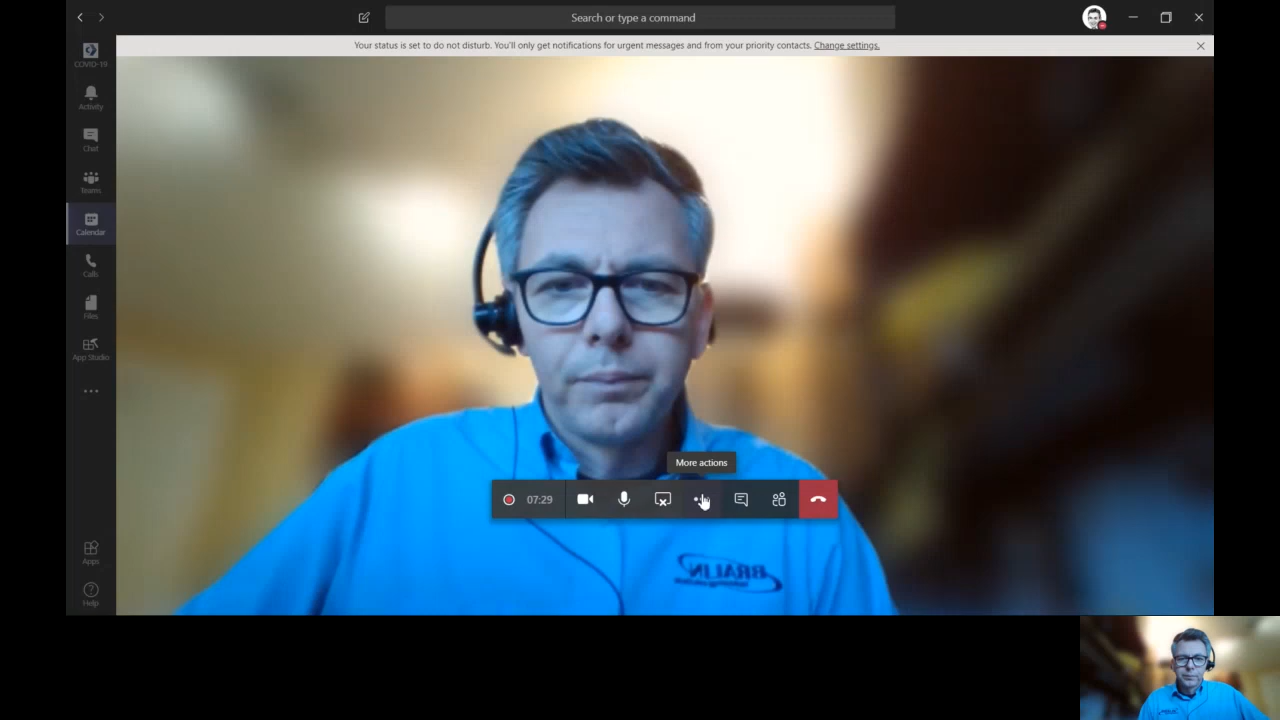 Search or type a command
Your status is set to do not disturb. You'll only get notifications for urgent messages and from your priority contacts. Change settings.
COVID-19
Activity
Chat
Teams
Calendar
Calls
Files
App Studio
Apps
Help
More actions
07:29
BRALIN